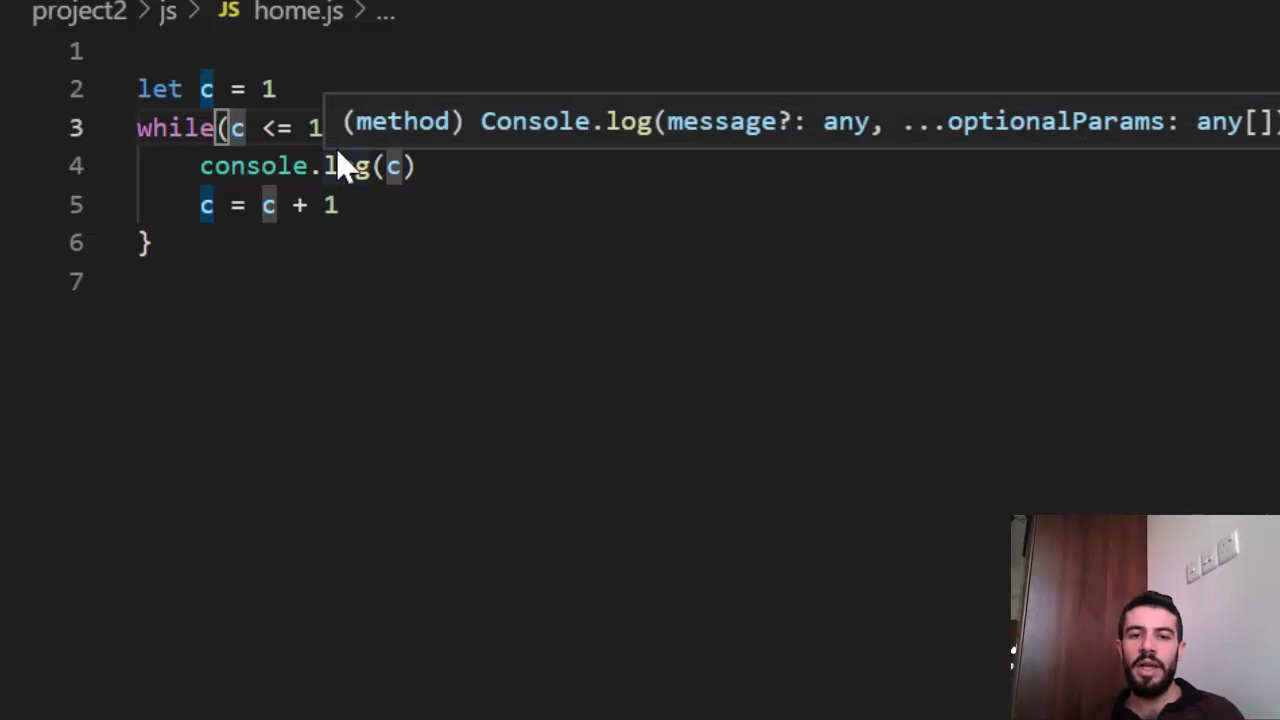 project2 > js > JS home.js > ...
1
2 let c = 1
3 while(c <= 1
(method) Console.log(message?: any, ...optionalParams: any[]
4 console.log(c)
5 c = c + 1
6 }
7